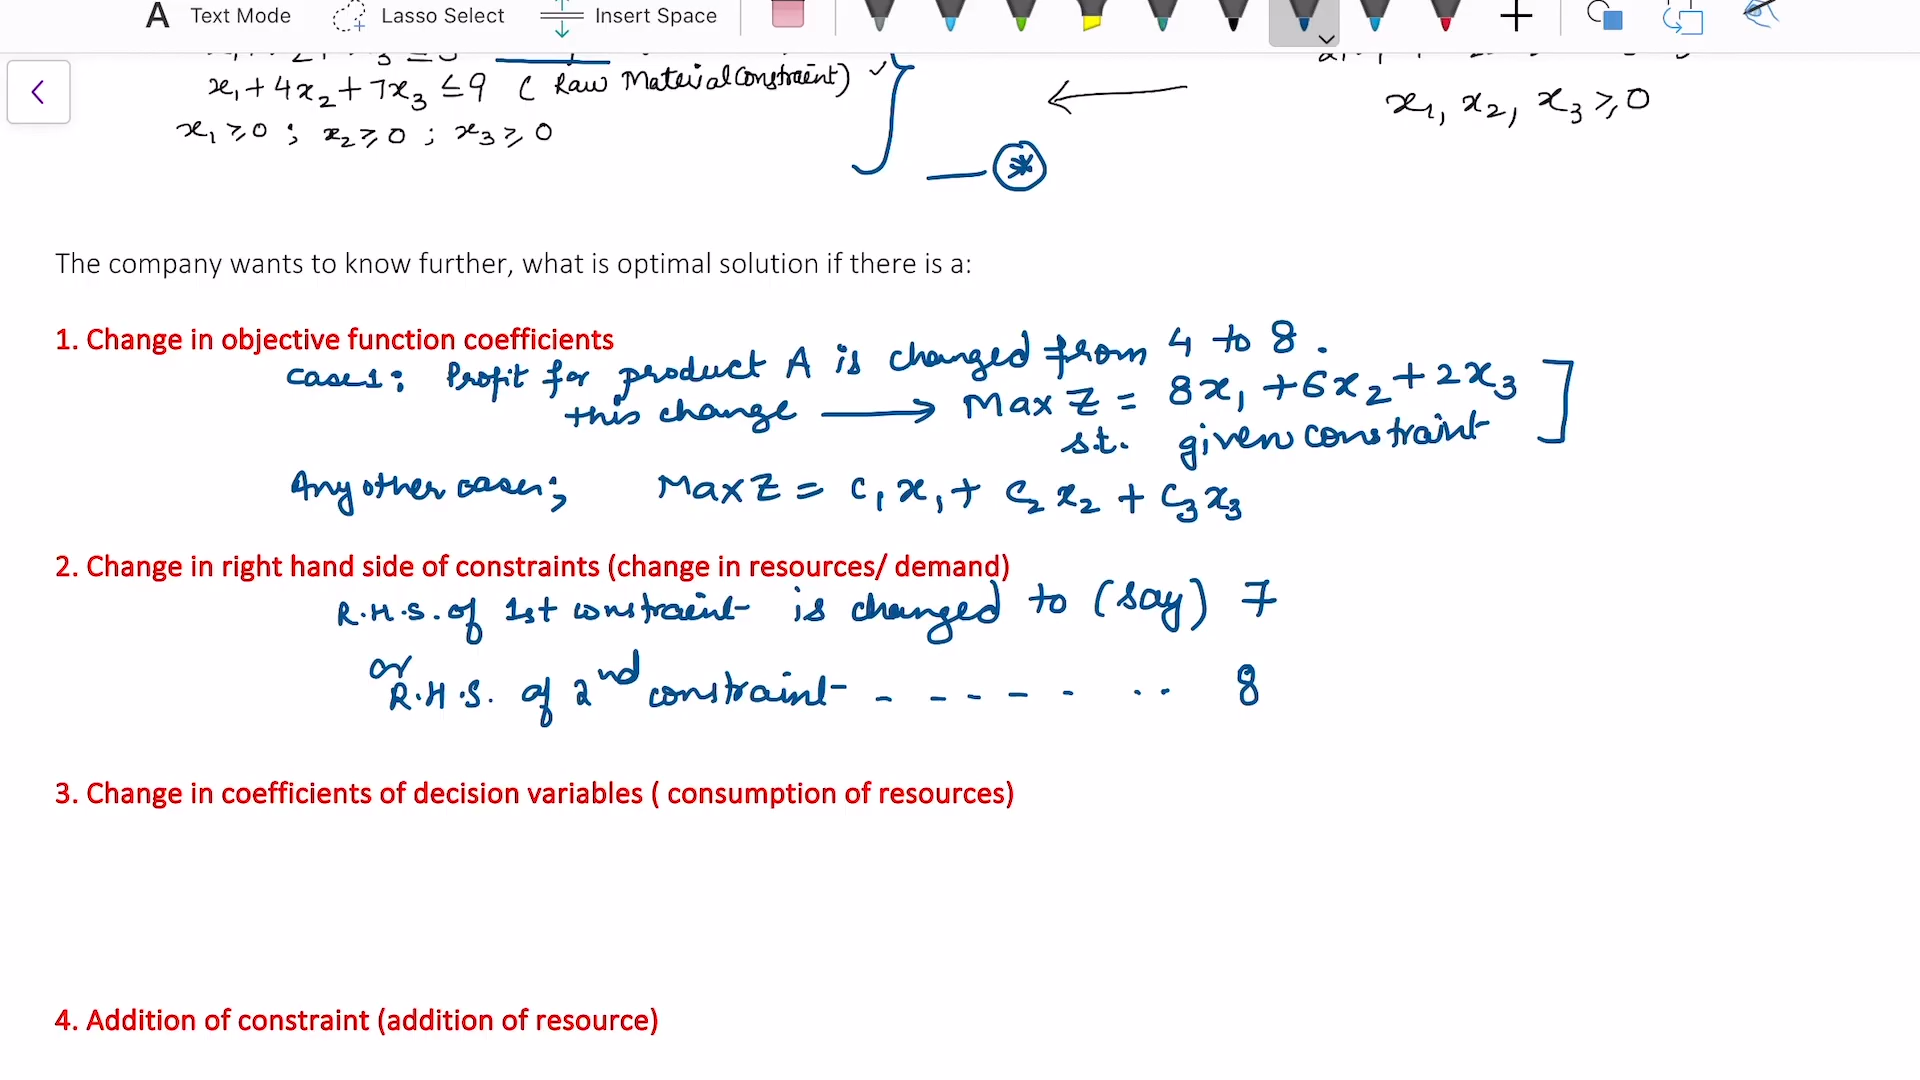 A Text Mode Lasso Select Insert Space
x₁ + 4x₂ + 7x₃ ≤ 9 ( Raw Material Constraint)
x₁ ≥ 0 ; x₂ ≥ 0 ; x₃ ≥ 0
*
x₁, x₂, x₃ ≥ 0
The company wants to know further, what is optimal solution if there is a:
1. Change in objective function coefficients
Case 1: Profit for product A is changed from 4 to 8.
this change → Max Z = 8x₁ + 6x₂ + 2x₃
s.t. given constraint
Any other case; Max Z = c₁x₁ + c₂x₂ + c₃x₃
2. Change in right hand side of constraints (change in resources/ demand)
R.H.S. of 1st constraint is changed to (say) 7
or
R.H.S. of 2nd constraint - - - - - - - 8
3. Change in coefficients of decision variables ( consumption of resources)
4. Addition of constraint (addition of resource)